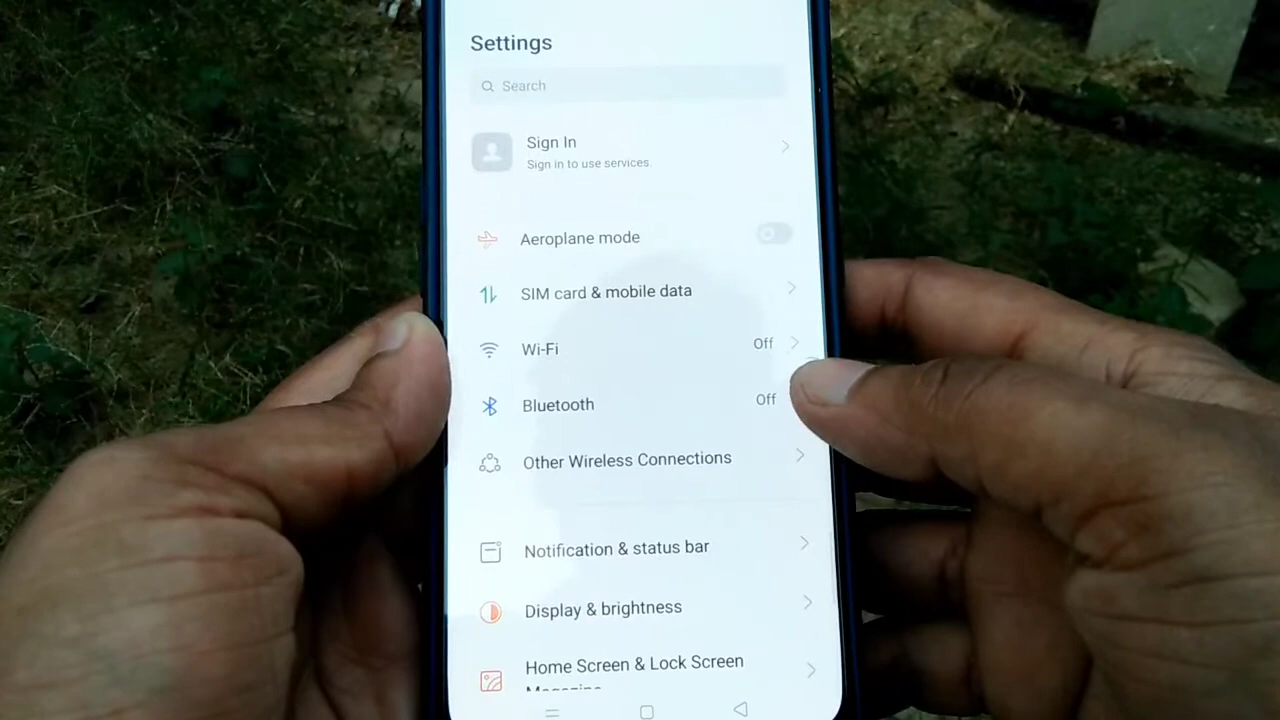 Settings
Search
Sign In
Sign in to use services.
Aeroplane mode
SIM card & mobile data
Wi-Fi Off
Bluetooth Off
Other Wireless Connections
Notification & status bar
Display & brightness
Home Screen & Lock Screen